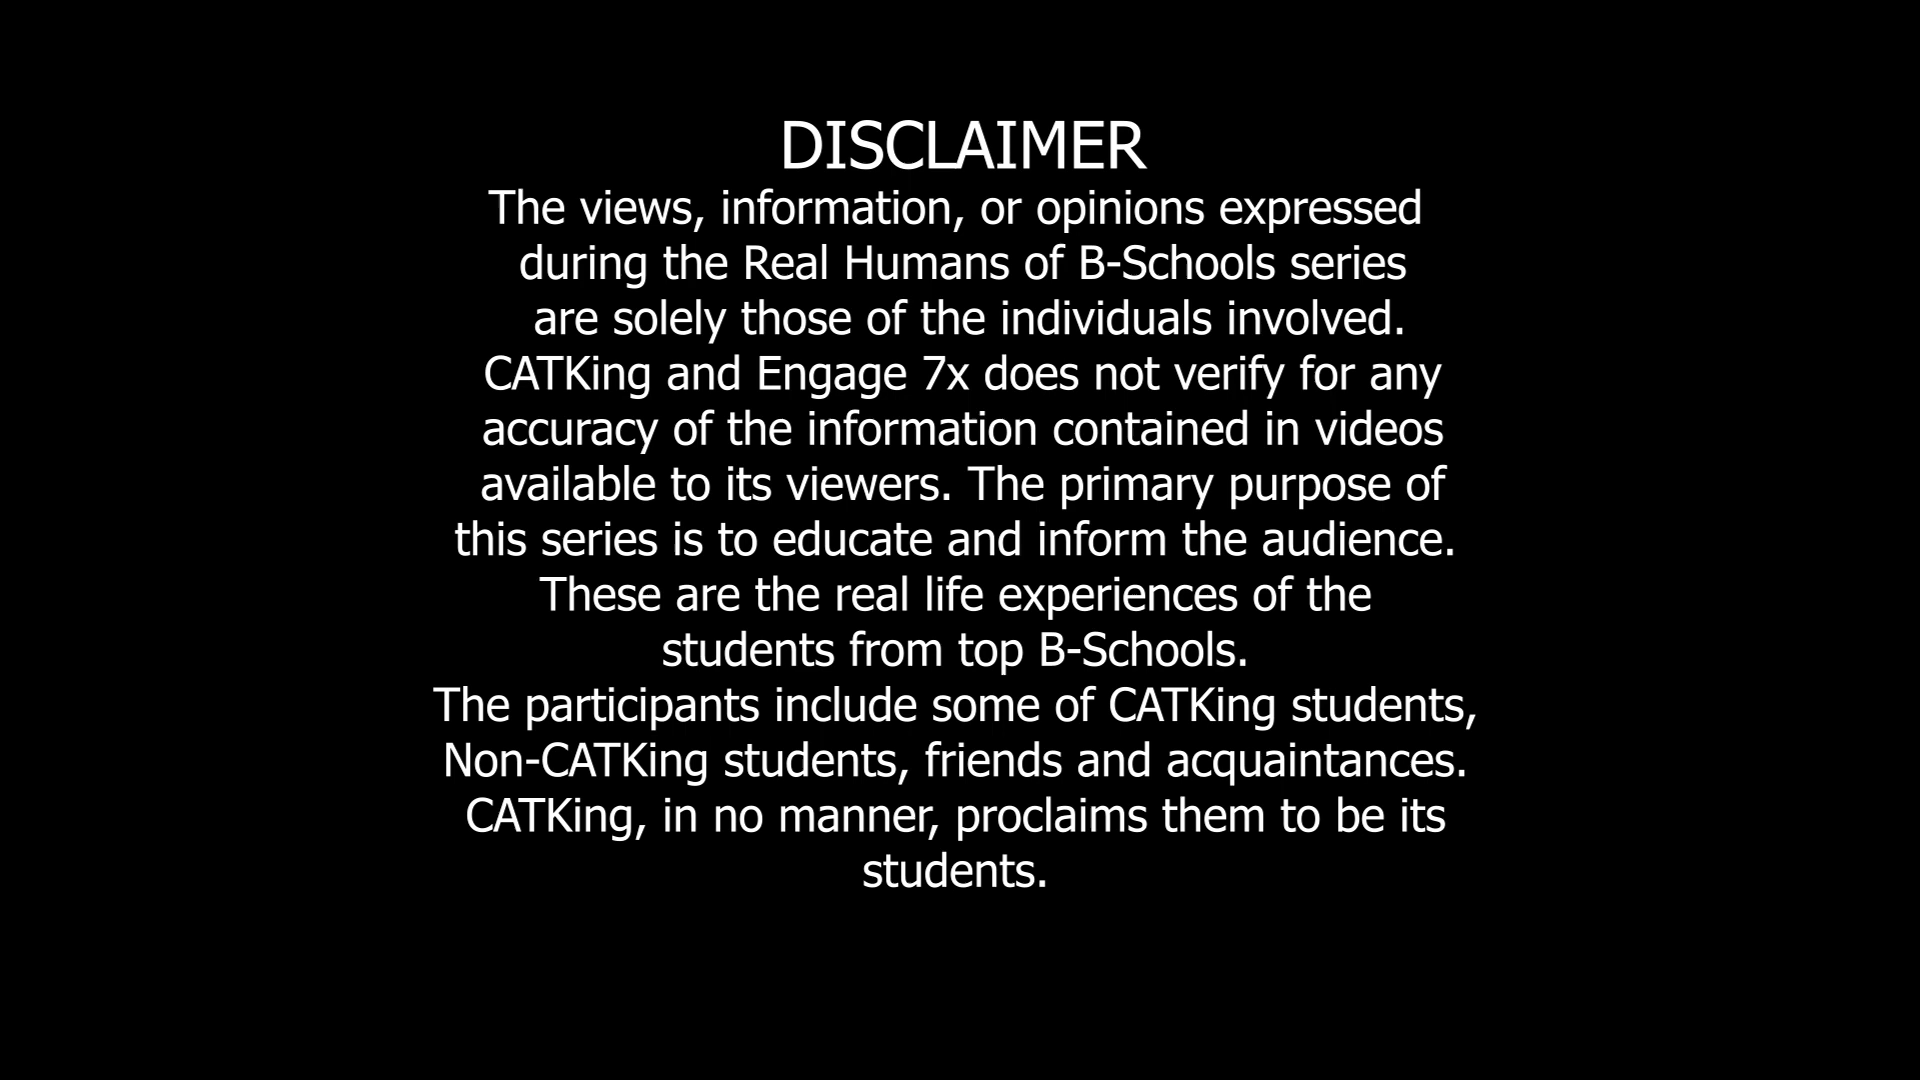 DISCLAIMER
The views, information, or opinions expressed
during the Real Humans of B-Schools series
are solely those of the individuals involved.
CATKing and Engage 7x does not verify for any
accuracy of the information contained in videos
available to its viewers. The primary purpose of
this series is to educate and inform the audience.
These are the real life experiences of the
students from top B-Schools.
The participants include some of CATKing students,
Non-CATKing students, friends and acquaintances.
CATKing, in no manner, proclaims them to be its
students.